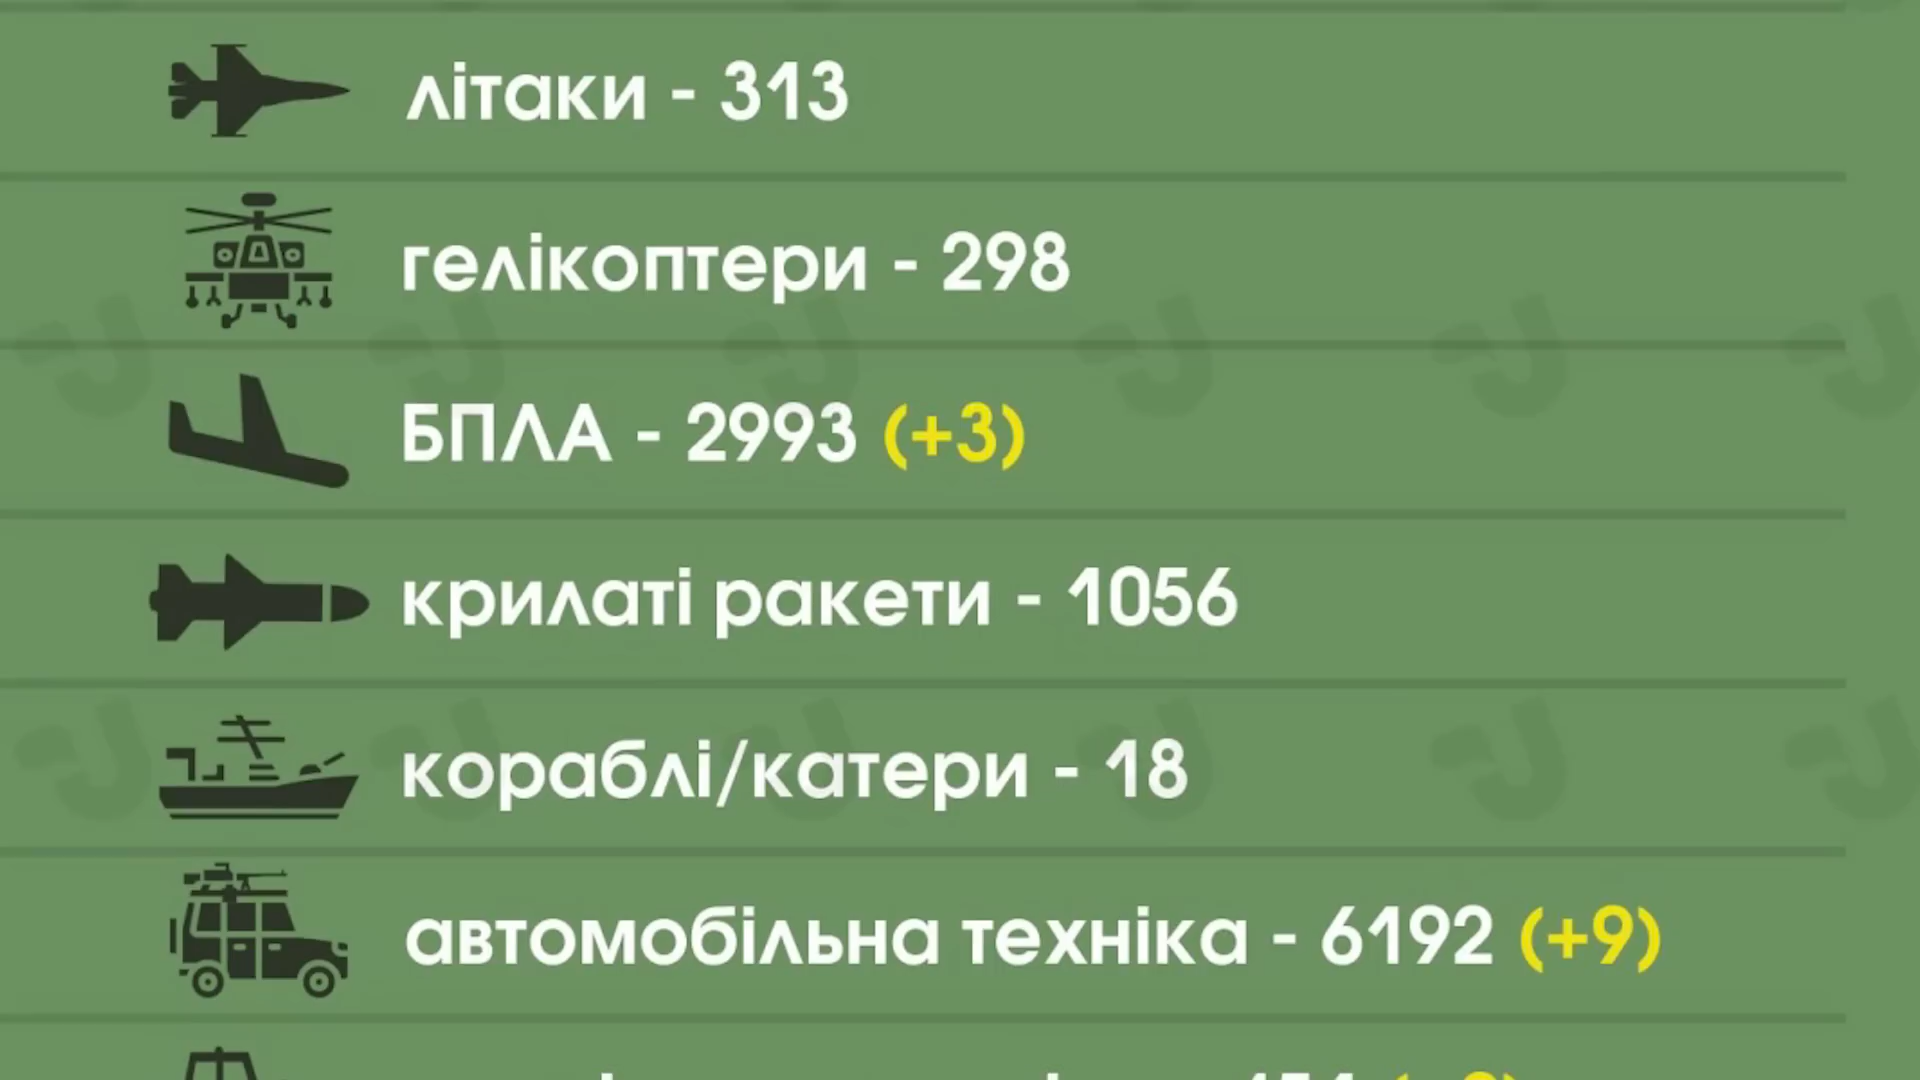 літаки - 313
гелікоптери - 298
БПЛА - 2993 (+3)
крилаті ракети - 1056
кораблі/катери - 18
автомобільна техніка - 6192 (+9)